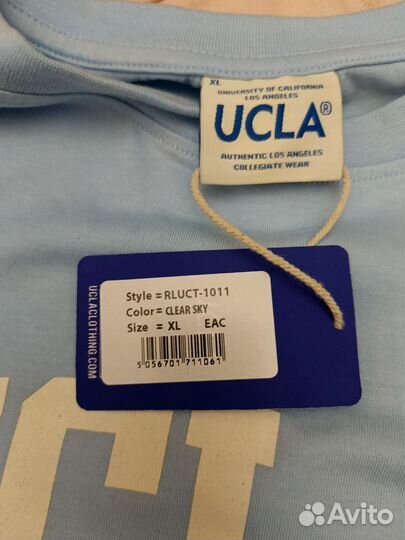 XL
UNIVERSITY OF CALIFORNIA
LOS ANGELES
UCLA®
AUTHENTIC LOS ANGELES
COLLEGIATE WEAR
UCLACLOTHING.COM
Style = RLUCT-1011
Color = CLEAR SKY
Size = XL EAC
5 056701 711061
UCL
Avito